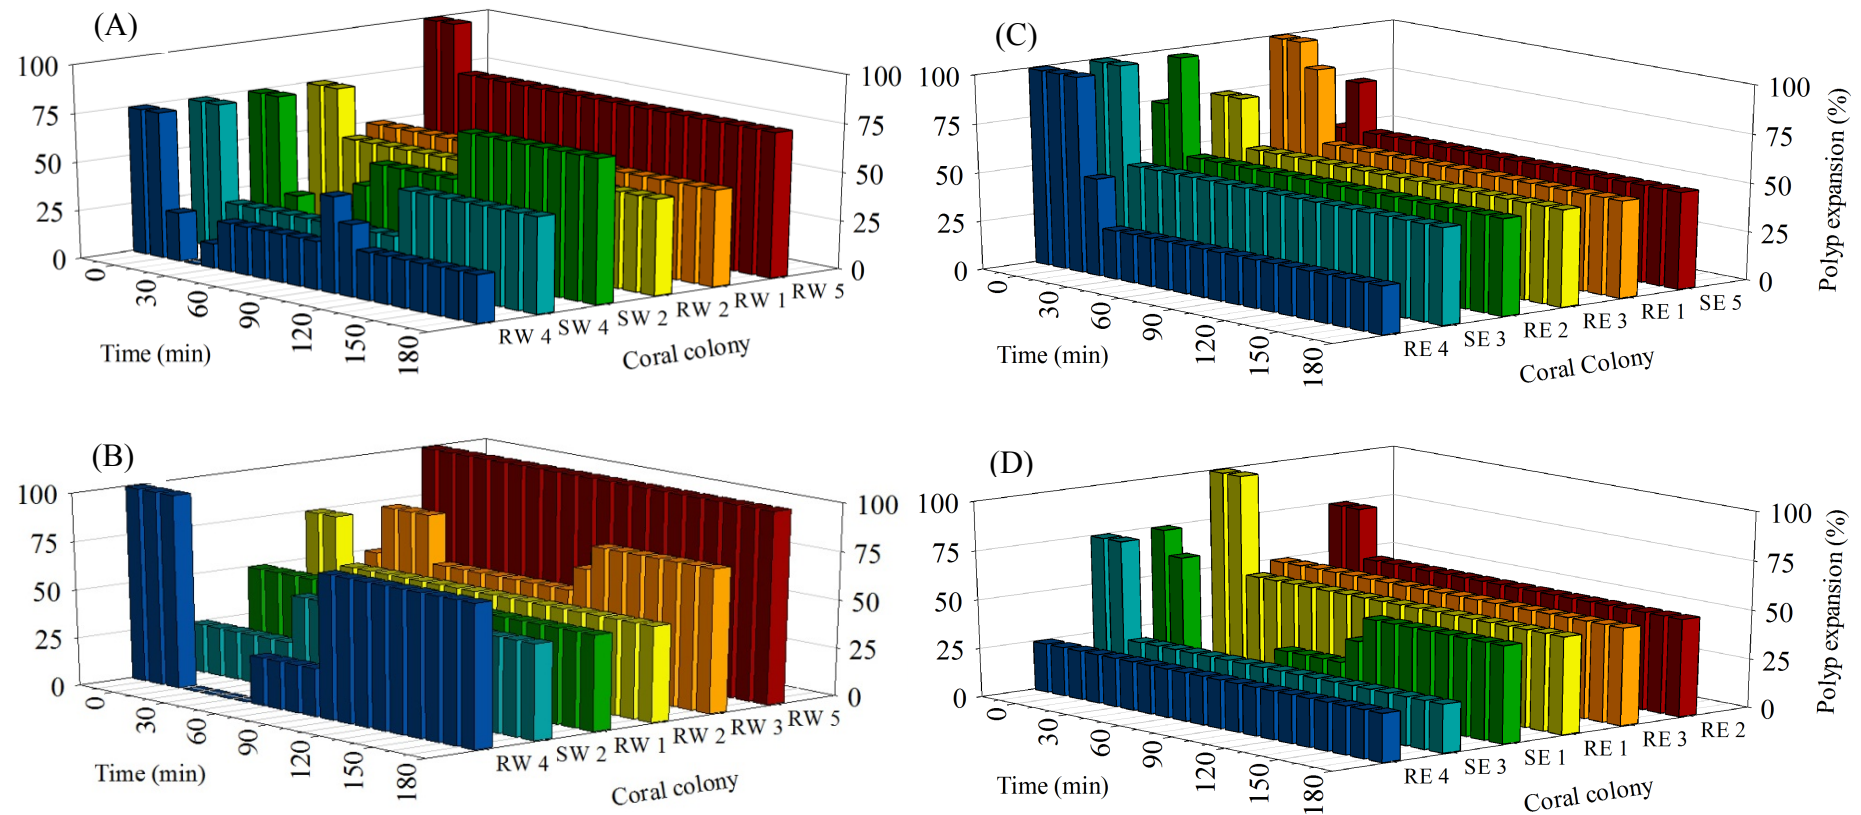 (A)
100
75
50
25
0
100
75
50
25
0
0
30
60
90
120
150
180
Time (min)
RW 4
SW 4
SW 2
RW 2
RW 1
RW 5
Coral colony
(C)
100
75
50
25
0
100
75
50
25
0
Polyp expansion (%)
0
30
60
90
120
150
180
Time (min)
RE 4
SE 3
RE 2
RE 3
RE 1
SE 5
Coral Colony
(B)
100
75
50
25
0
100
75
50
25
0
0
30
60
90
120
150
180
Time (min)
RW 4
SW 2
RW 1
RW 2
RW 3
RW 5
Coral colony
(D)
100
75
50
25
0
100
75
50
25
0
Polyp expansion (%)
0
30
60
90
120
150
180
Time (min)
RE 4
SE 3
SE 1
RE 1
RE 3
RE 2
Coral colony